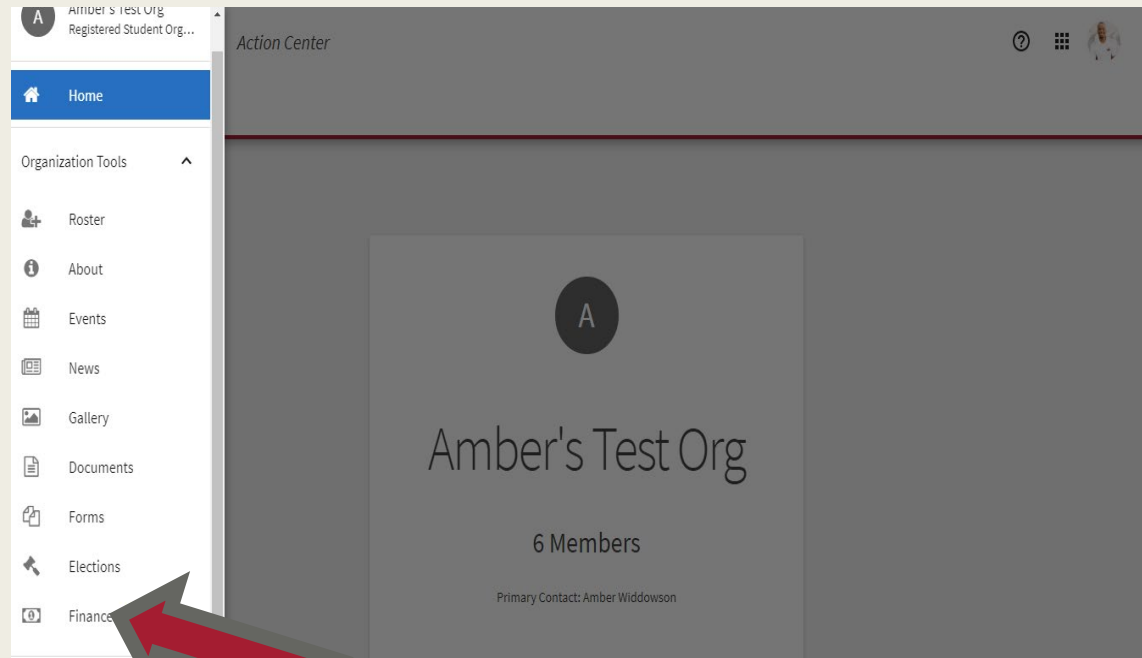 A
Amber's Test Org
Registered Student Org...
Action Center
Home
Organization Tools
Roster
About
Events
News
Gallery
Documents
Forms
Elections
Finance
A
Amber's Test Org
6 Members
Primary Contact: Amber Widdowson